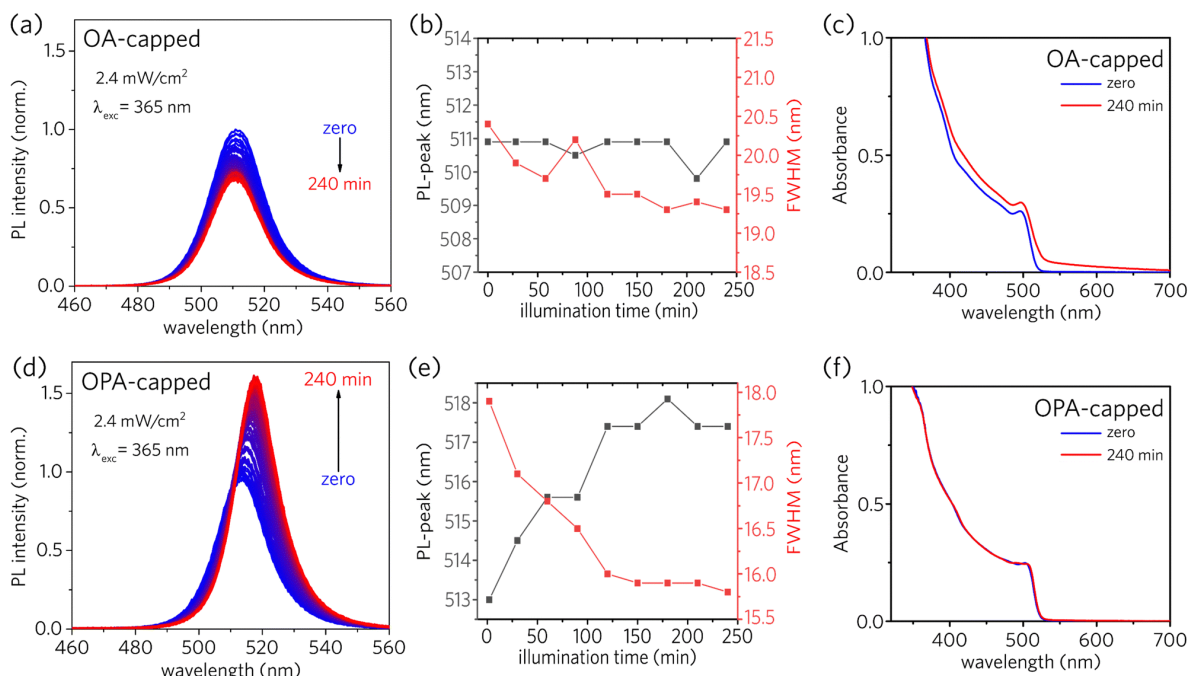 (a)
OA-capped
2.4 mW/cm²
λexc= 365 nm
zero
240 min
PL intensity (norm.)
1.5
1.0
0.5
0.0
460 480 500 520 540 560
wavelength (nm)
(b)
PL-peak (nm)
514
513
512
511
510
509
508
507
0 50 100 150 200 250
illumination time (min)
21.5
21.0
20.5
20.0
19.5
19.0
18.5
FWHM (nm)
(c)
OA-capped
zero
240 min
Absorbance
1.0
0.5
0.0
400 500 600 700
wavelength (nm)
(d)
OPA-capped
2.4 mW/cm²
λexc= 365 nm
240 min
zero
PL intensity (norm.)
1.5
1.0
0.5
0.0
460 480 500 520 540 560
wavelength (nm)
(e)
PL-peak (nm)
518
517
516
515
514
513
0 50 100 150 200 250
illumination time (min)
18.0
17.5
17.0
16.5
16.0
15.5
FWHM (nm)
(f)
OPA-capped
zero
240 min
Absorbance
1.0
0.5
0.0
400 500 600 700
wavelength (nm)